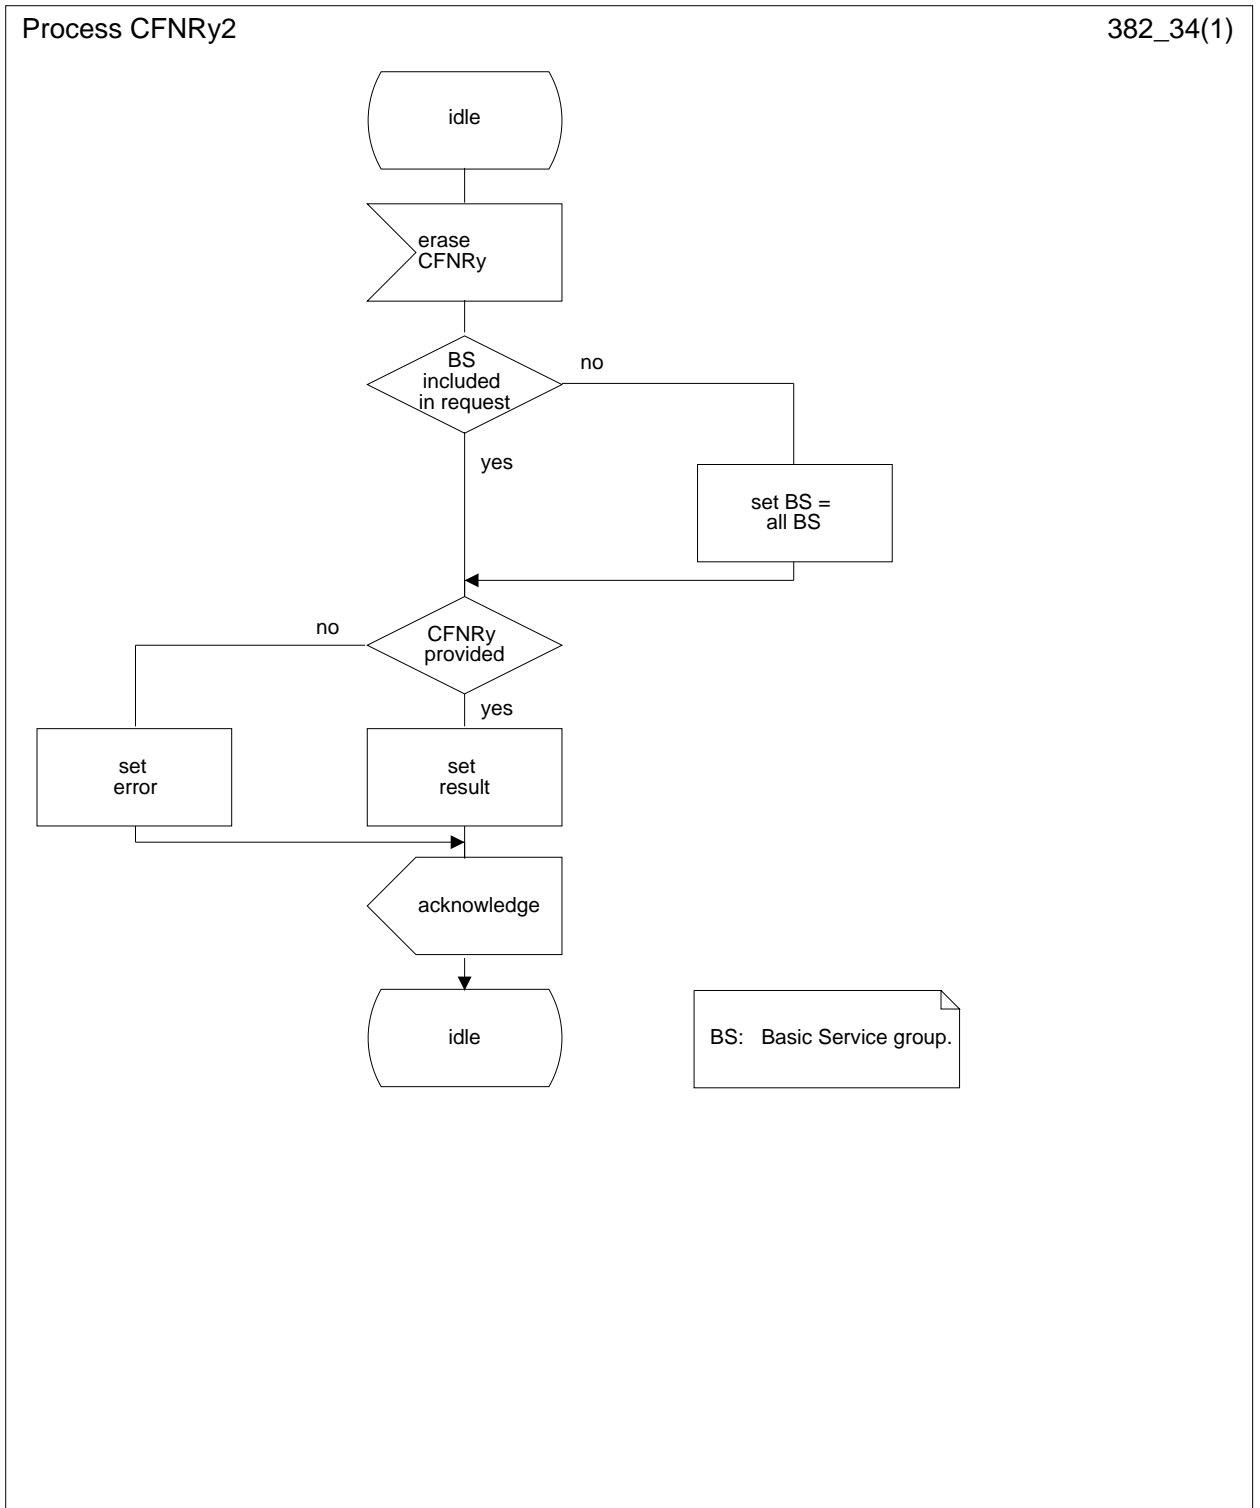 Process CFNRy2
382_34(1)
idle
erase
CFNRy
BS
included
in request
no
yes
set BS =
all BS
no
CFNRy
provided
yes
set
error
set
result
acknowledge
idle
BS: Basic Service group.